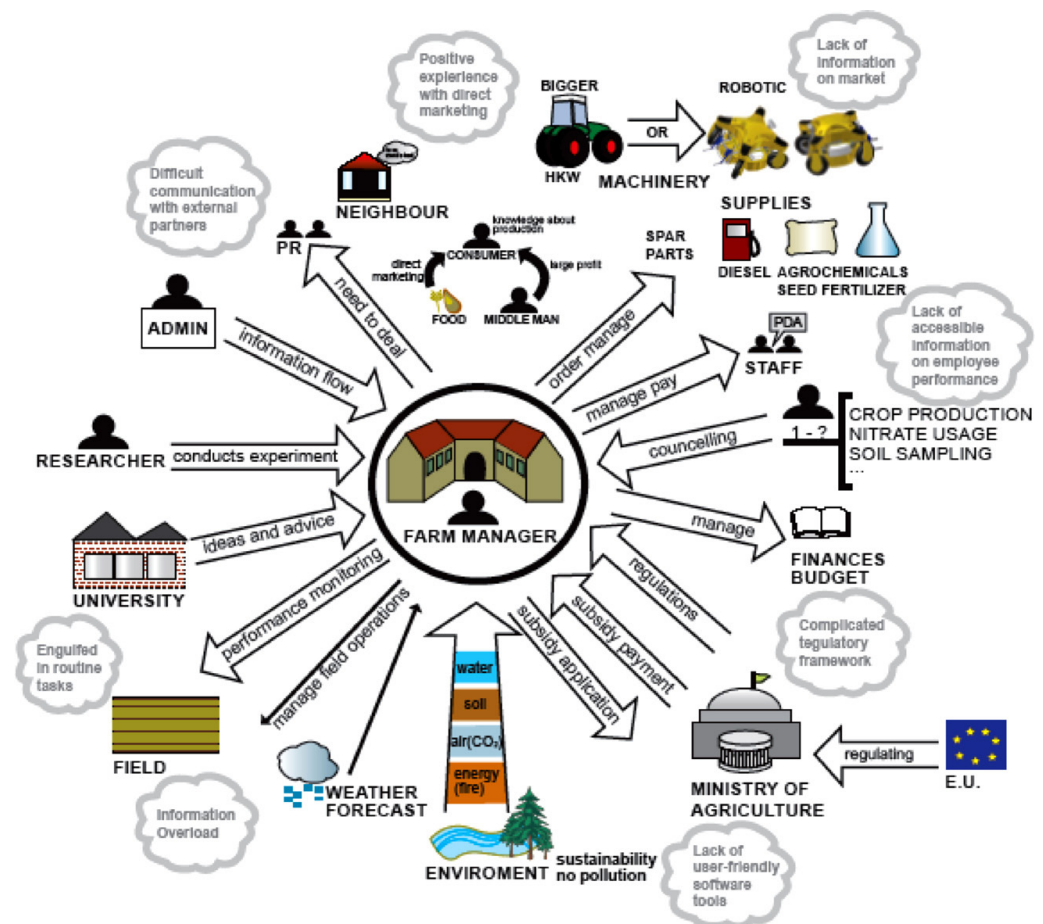 Positive
expierience
with direct
marketing
Lack of
information
on market
BIGGER
HKW
OR
MACHINERY
ROBOTIC
Difficult
communication
with external
partners
NEIGHBOUR
PR
need to deal
knowledge about
production
CONSUMER
direct
marketing
large profit
FOOD
MIDDLE MAN
SPAR
PARTS
SUPPLIES
DIESEL
AGROCHEMICALS
SEED FERTILIZER
order manage
ADMIN
information flow
PDA
STAFF
manage pay
Lack of
accessible
information
on employee
performance
RESEARCHER
conducts experiment
FARM MANAGER
councelling
1 - ?
CROP PRODUCTION
NITRATE USAGE
SOIL SAMPLING
...
UNIVERSITY
ideas and advice
manage
FINANCES
BUDGET
Engulfed
in routine
tasks
performance monitoring
FIELD
manage field operations
WEATHER
FORECAST
Information
Overload
water
soil
air(CO₂)
energy
(fire)
ENVIROMENT
sustainability
no pollution
subsidy application
subsidy payment
regulations
Complicated
tegulatory
framework
MINISTRY OF
AGRICULTURE
regulating
E.U.
Lack of
user-friendly
software
tools